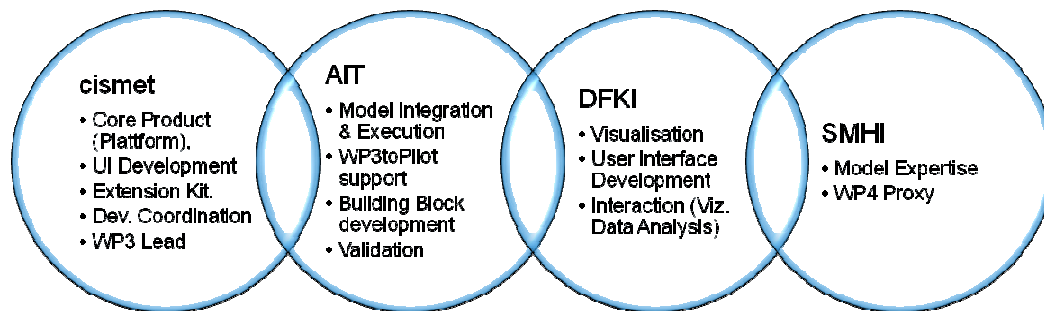 cismet
• Core Product
(Plattform).
• UI Development
• Extension Kit.
• Dev. Coordination
• WP3 Lead
AIT
• Model Integration
& Execution
• WP3toPilot
support
• Building Block
development
• Validation
DFKI
• Visualisation
• User Interface
Development
• Interaction (Viz.
Data Analysis)
SMHI
• Model Expertise
• WP4 Proxy